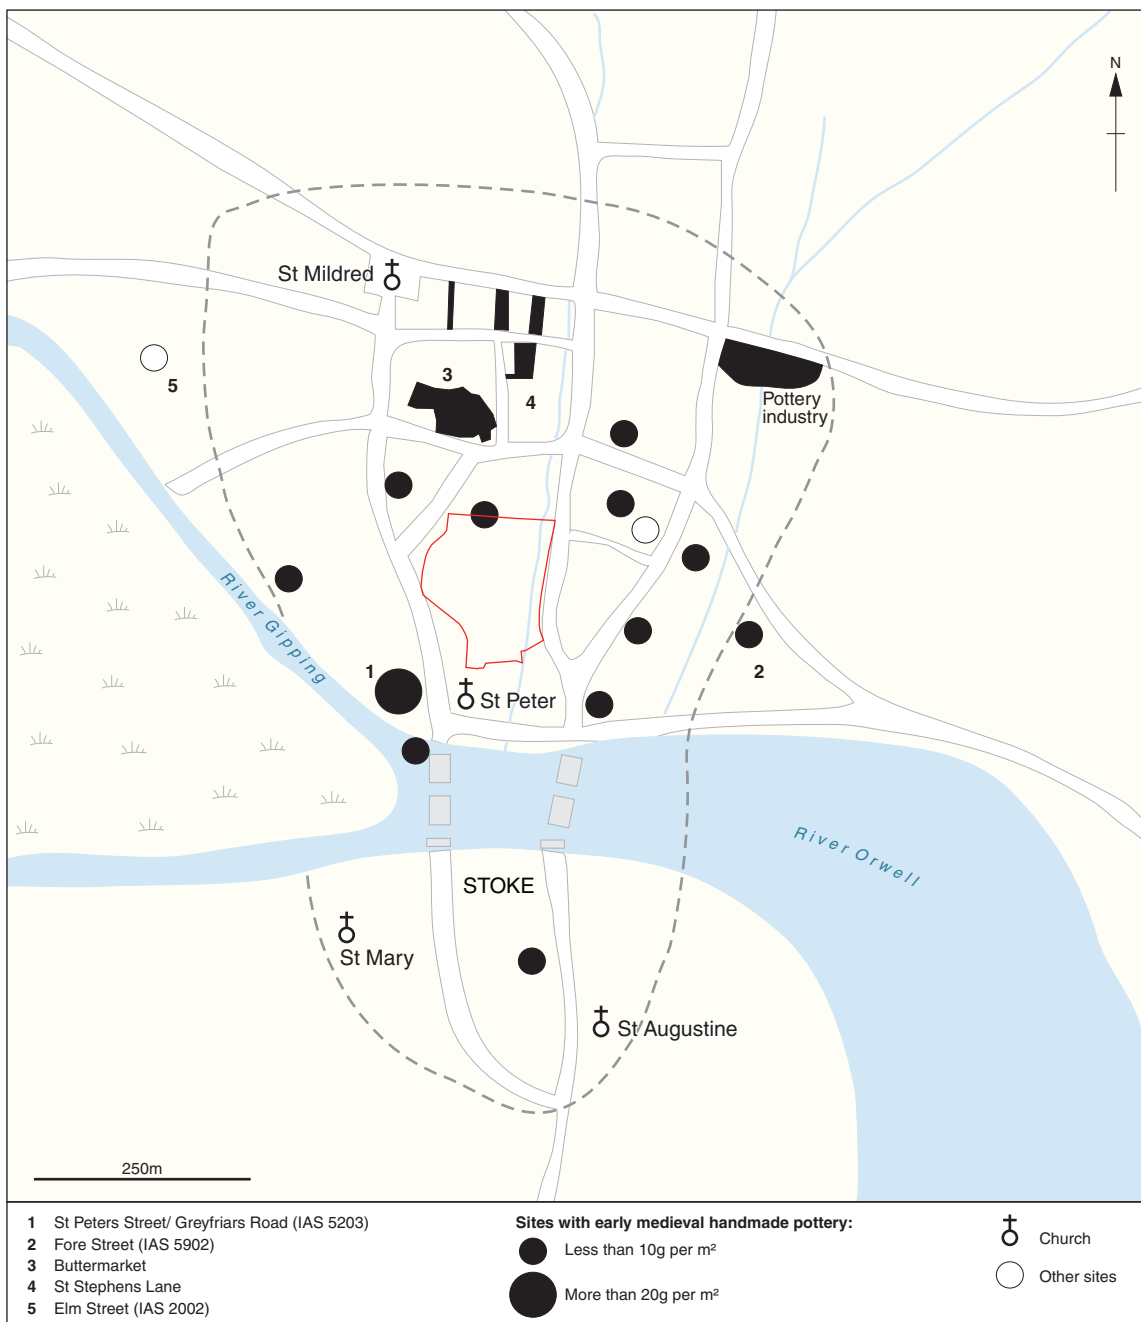 N
St Mildred
5
3
4
Pottery
industry
River Gipping
1
St Peter
2
River Orwell
STOKE
St Mary
St Augustine
250m
1 St Peters Street/ Greyfriars Road (IAS 5203)
2 Fore Street (IAS 5902)
3 Buttermarket
4 St Stephens Lane
5 Elm Street (IAS 2002)
Sites with early medieval handmade pottery:
Less than 10g per m²
More than 20g per m²
Church
Other sites